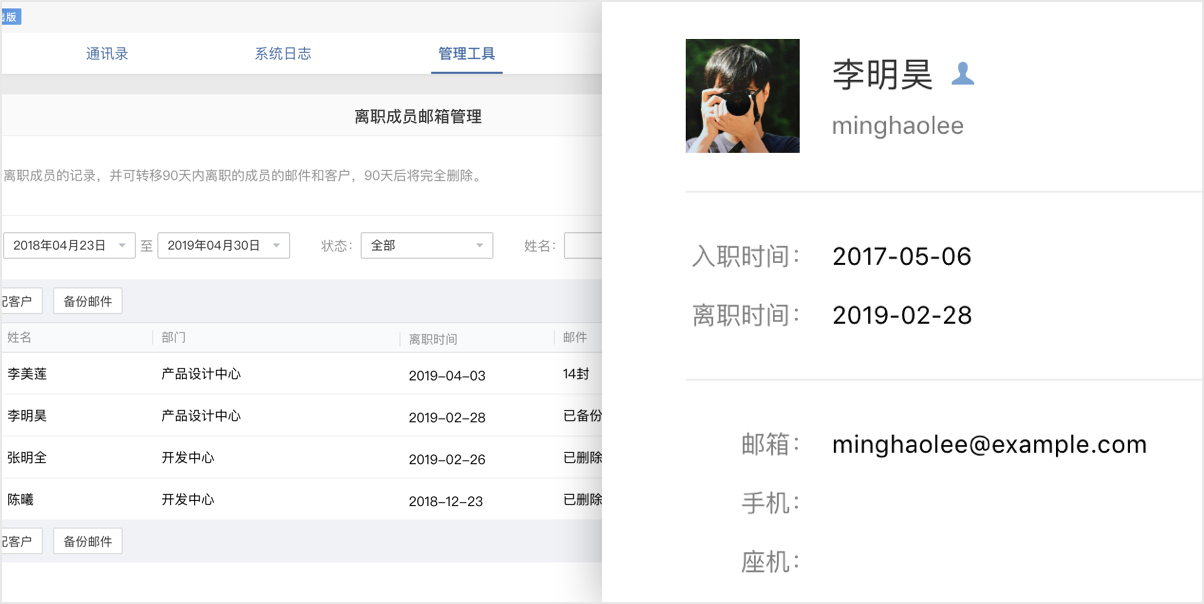 出版
通讯录 系统日志 管理工具
离职成员邮箱管理
离职成员的记录，并可转移90天内离职的成员的邮件和客户，90天后将完全删除。
2018年04月23日 至 2019年04月30日 状态： 全部 姓名：
配客户 备份邮件
姓名 部门 离职时间 邮件
李美莲 产品设计中心 2019-04-03 14封
李明昊 产品设计中心 2019-02-28 已备份
张明全 开发中心 2019-02-26 已删除
陈曦 开发中心 2018-12-23 已删除
配客户 备份邮件
李明昊
minghaolee
入职时间： 2017-05-06
离职时间： 2019-02-28
邮箱： minghaolee@example.com
手机：
座机：